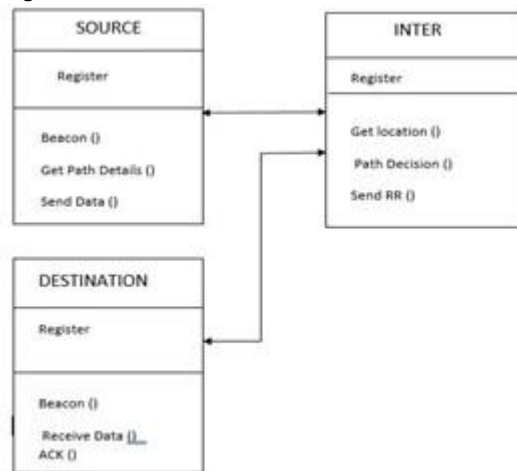 SOURCE
Register
Beacon ()
Get Path Details ()
Send Data ()
INTER
Register
Get location ()
Path Decision ()
Send RR ()
DESTINATION
Register
Beacon ()
Receive Data ()
ACK ()